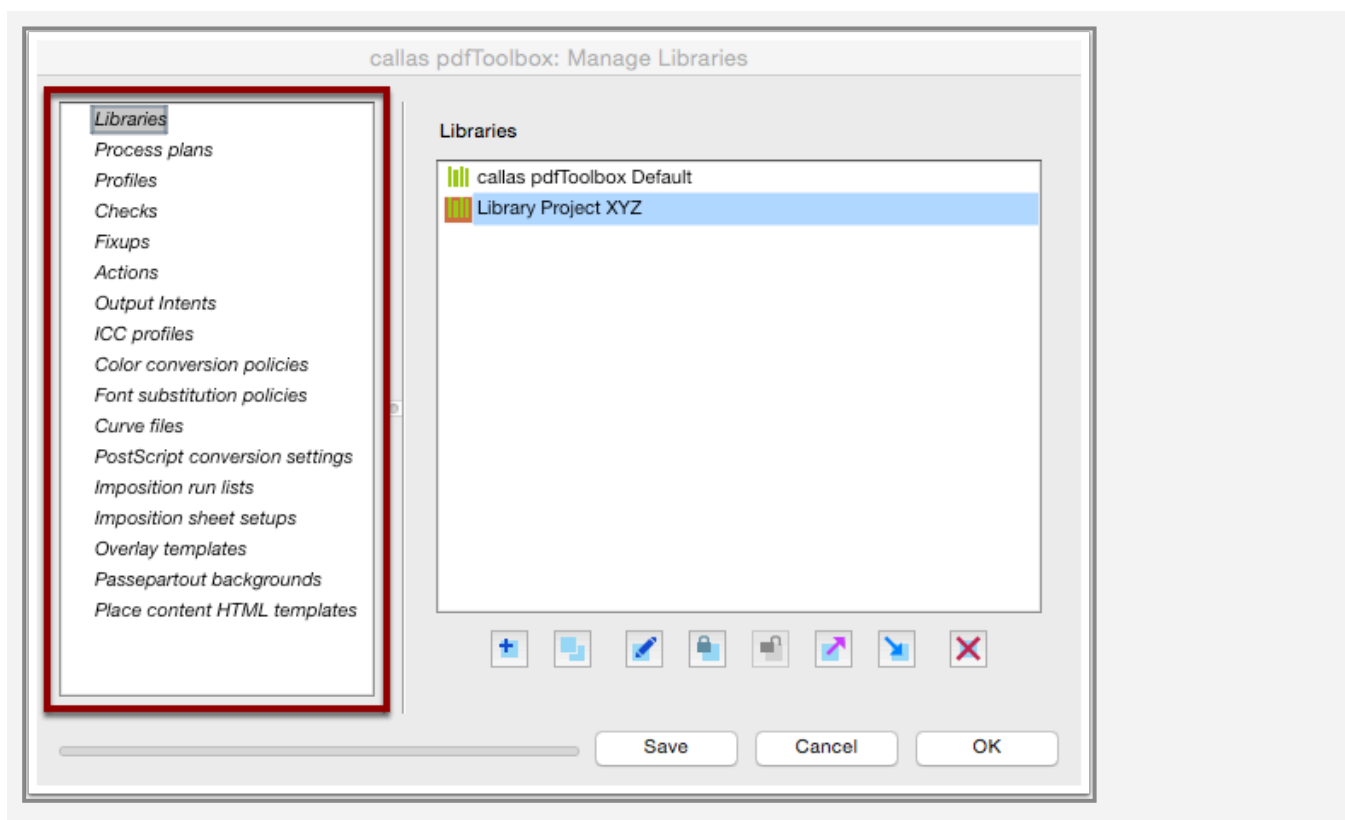 callas pdfToolbox: Manage Libraries
Libraries
Process plans
Profiles
Checks
Fixups
Actions
Output Intents
ICC profiles
Color conversion policies
Font substitution policies
Curve files
PostScript conversion settings
Imposition run lists
Imposition sheet setups
Overlay templates
Passepartout backgrounds
Place content HTML templates
Libraries
callas pdfToolbox Default
Library Project XYZ
Save
Cancel
OK